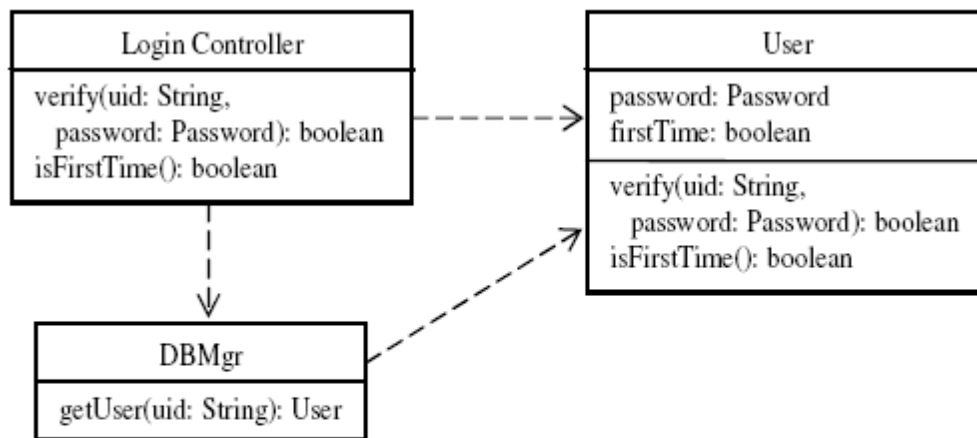 Login Controller
verify(uid: String,
password: Password): boolean
isFirstTime(): boolean
User
password: Password
firstTime: boolean
verify(uid: String,
password: Password): boolean
isFirstTime(): boolean
DBMgr
getUser(uid: String): User